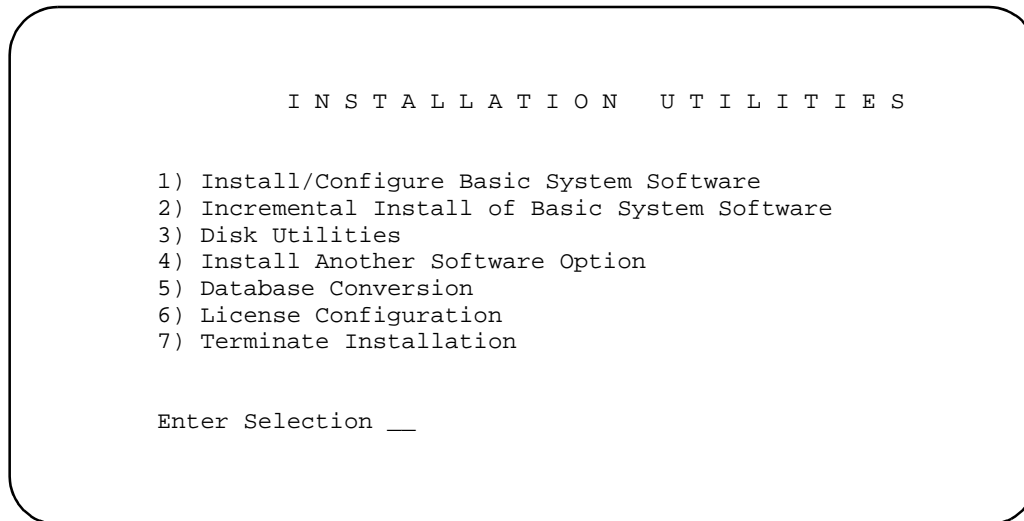 I N S T A L L A T I O N   U T I L I T I E S
1) Install/Configure Basic System Software
2) Incremental Install of Basic System Software
3) Disk Utilities
4) Install Another Software Option
5) Database Conversion
6) License Configuration
7) Terminate Installation
Enter Selection __